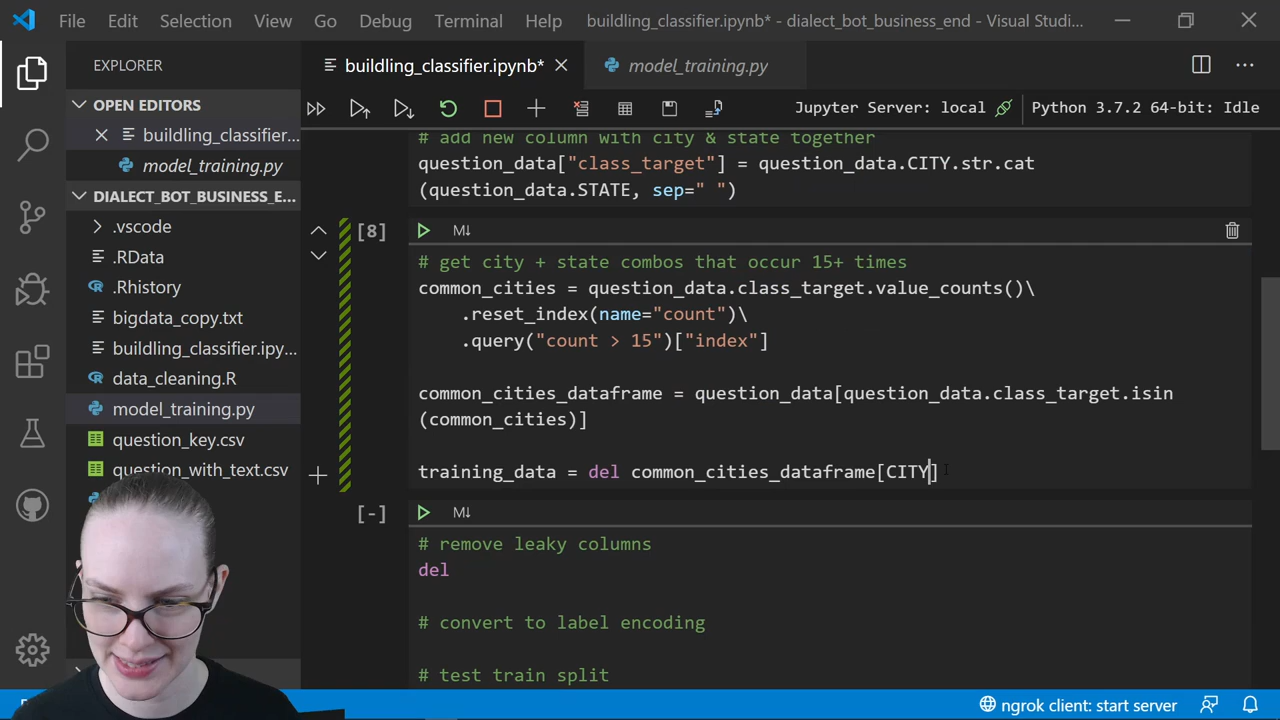 File Edit Selection View Go Debug Terminal Help buildling_classifier.ipynb* - dialect_bot_business_end - Visual Studi...
EXPLORER
buildling_classifier.ipynb*
model_training.py
OPEN EDITORS
Jupyter Server: local
Python 3.7.2 64-bit: Idle
buildling_classifier...
model_training.py
DIALECT_BOT_BUSINESS_E...
.vscode
.RData
.Rhistory
bigdata_copy.txt
buildling_classifier.ipy...
data_cleaning.R
model_training.py
question_key.csv
question_with_text.csv
# add new column with city & state together
question_data["class_target"] = question_data.CITY.str.cat
(question_data.STATE, sep=" ")
[8]
M↓
# get city + state combos that occur 15+ times
common_cities = question_data.class_target.value_counts()\
.reset_index(name="count")\
.query("count > 15")["index"]
common_cities_dataframe = question_data[question_data.class_target.isin
(common_cities)]
training_data = del common_cities_dataframe[CITY]
[-]
M↓
# remove leaky columns
del
# convert to label encoding
# test train split
ngrok client: start server